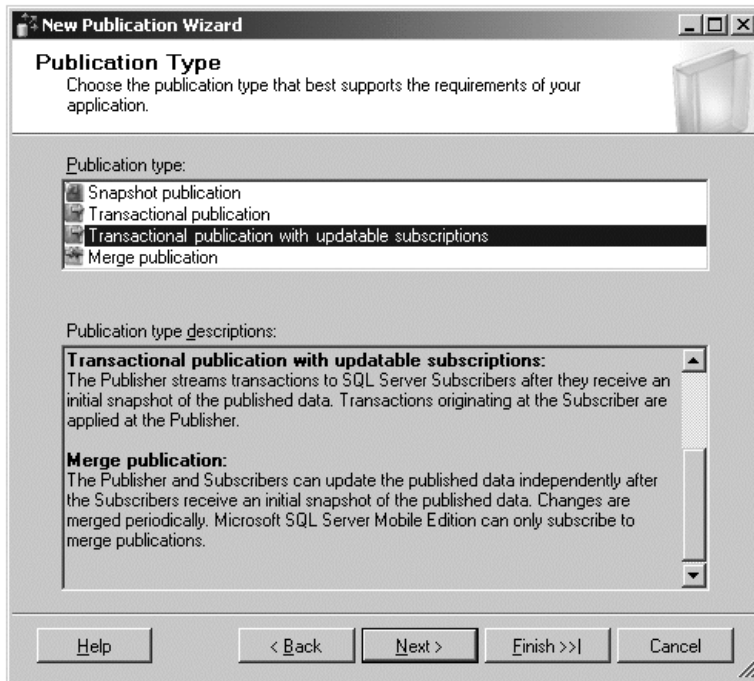 New Publication Wizard
Publication Type
Choose the publication type that best supports the requirements of your
application.
Publication type:
Snapshot publication
Transactional publication
Transactional publication with updatable subscriptions
Merge publication
Publication type descriptions:
Transactional publication with updatable subscriptions:
The Publisher streams transactions to SQL Server Subscribers after they receive an
initial snapshot of the published data. Transactions originating at the Subscriber are
applied at the Publisher.
Merge publication:
The Publisher and Subscribers can update the published data independently after
the Subscribers receive an initial snapshot of the published data. Changes are
merged periodically. Microsoft SQL Server Mobile Edition can only subscribe to
merge publications.
Help < Back Next > Finish >>| Cancel